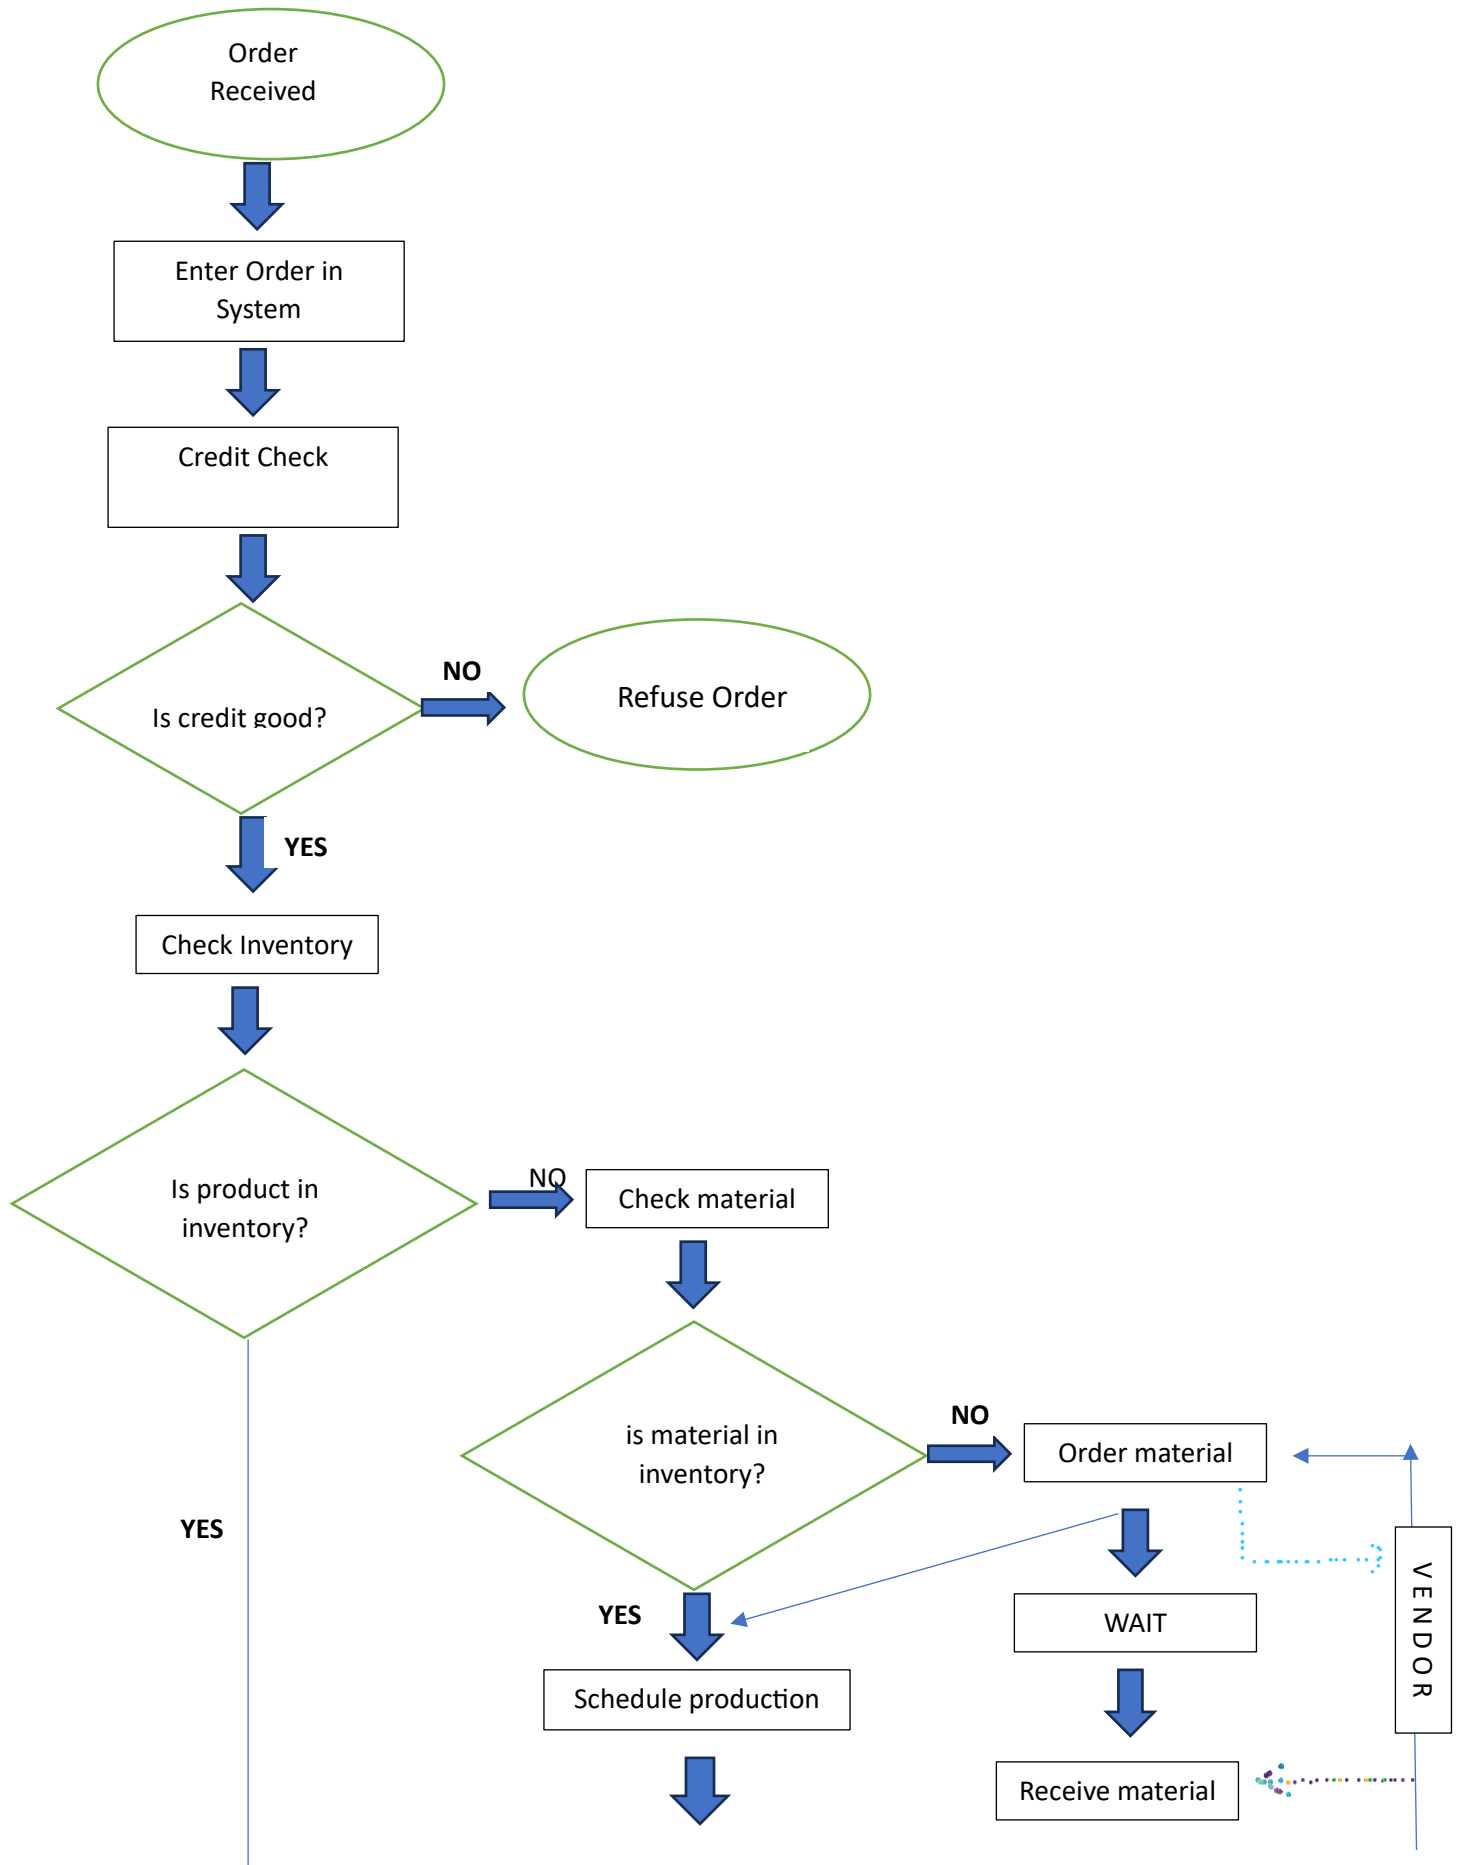 Order
Received
Enter Order in
System
Credit Check
Is credit good?
NO
Refuse Order
YES
Check Inventory
Is product in
inventory?
NO
Check material
is material in
inventory?
NO
Order material
YES
YES
WAIT
VENDOR
Schedule production
Receive material